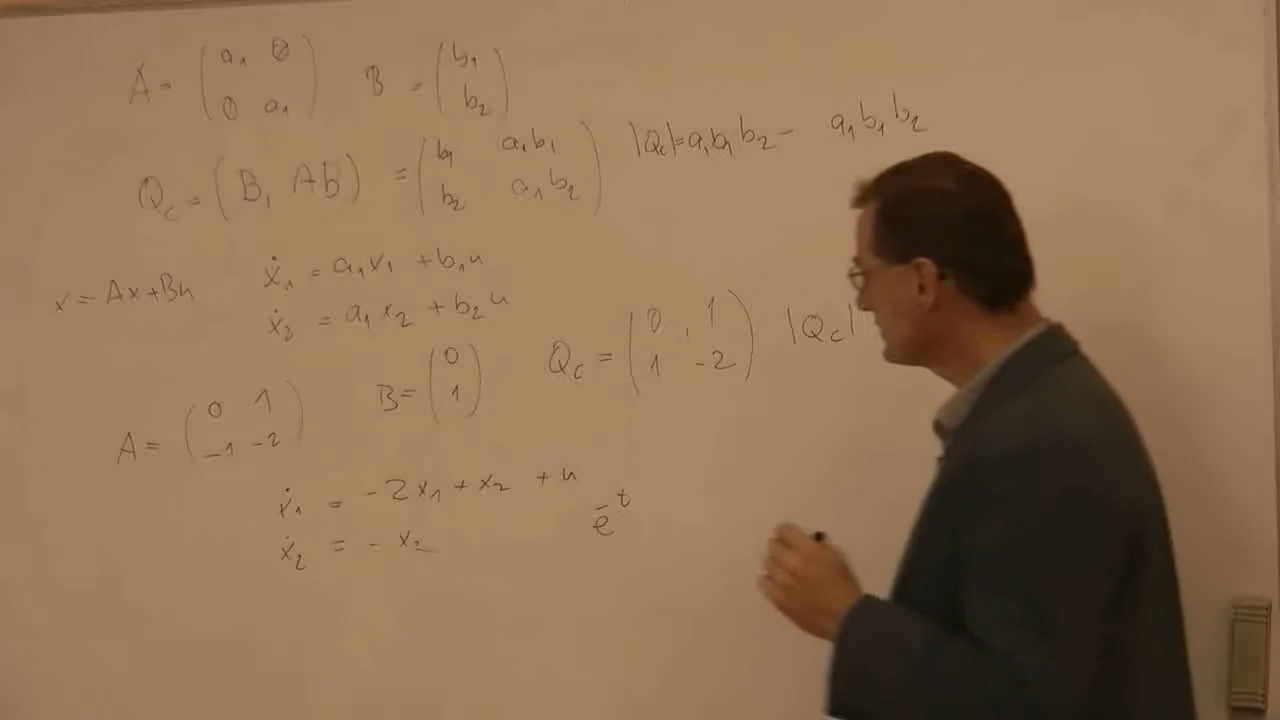 A = ( a₁ 0 ; 0 a₁ ) B = ( b₁ ; b₂ )
Q_c = ( B, Ab ) = ( b₁ a₁b₁ ; b₂ a₁b₂ ) |Q_c| = a₁b₁b₂ - a₁b₁b₂
ẋ₁ = a₁x₁ + b₁u
x = Ax+Bu
ẋ₂ = a₁x₂ + b₂u
A = ( 0 1 ; -1 -2 ) B = ( 0 ; 1 ) Q_c = ( 0 , 1 ; 1 -2 ) |Q_c|
ẋ₁ = -2x₁ + x₂ + u
ẋ₂ = - x₂
e⁻ᵗ